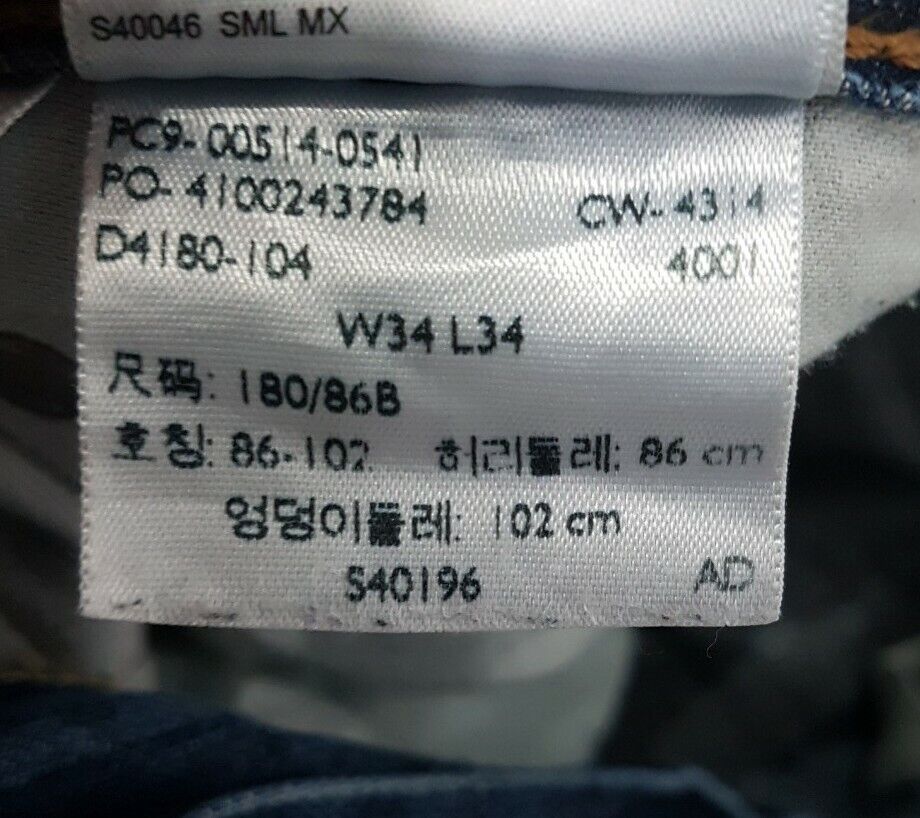 S40046 SML MX
PC9-00514-0541
PO-4100243784 CW-4314
D4180-104 4001
W34 L34
尺码: 180/86B
호칭: 86-102 허리둘레: 86 cm
엉덩이둘레: 102 cm
S40196 AD